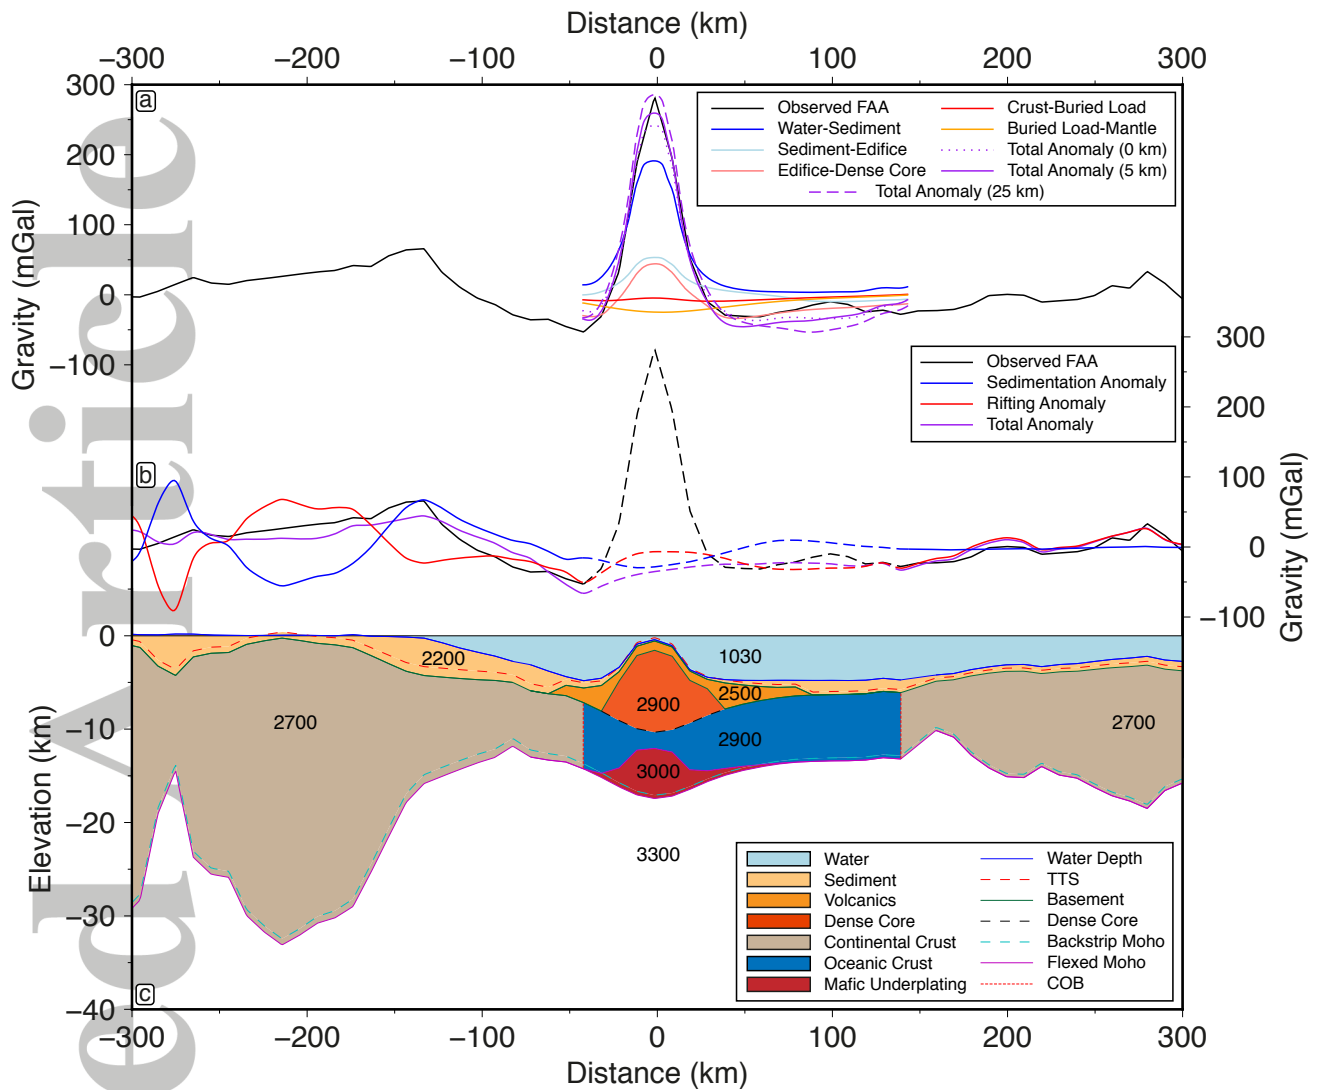 Distance (km)
−300 −200 −100 0 100 200 300
a
Gravity (mGal)
300
200
100
0
−100
Observed FAA
Water-Sediment
Sediment-Edifice
Edifice-Dense Core
Crust-Buried Load
Buried Load-Mantle
Total Anomaly (0 km)
Total Anomaly (5 km)
Total Anomaly (25 km)
b
Observed FAA
Sedimentation Anomaly
Rifting Anomaly
Total Anomaly
300
200
100
0
−100
Gravity (mGal)
Elevation (km)
0
−10
−20
−30
−40
2200
1030
2700
2900
2500
2900
2700
3000
3300
Water
Sediment
Volcanics
Dense Core
Continental Crust
Oceanic Crust
Mafic Underplating
Water Depth
TTS
Basement
Dense Core
Backstrip Moho
Flexed Moho
COB
c
−300 −200 −100 0 100 200 300
Distance (km)
ed Article